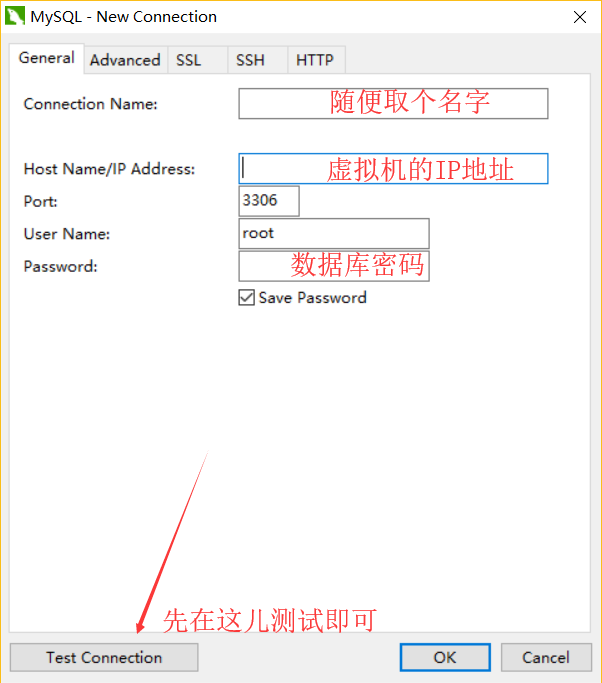 MySQL - New Connection
General Advanced SSL SSH HTTP
Connection Name: 随便取个名字
Host Name/IP Address: 虚拟机的IP地址
Port: 3306
User Name: root
Password: 数据库密码
Save Password
先在这儿测试即可
Test Connection OK Cancel